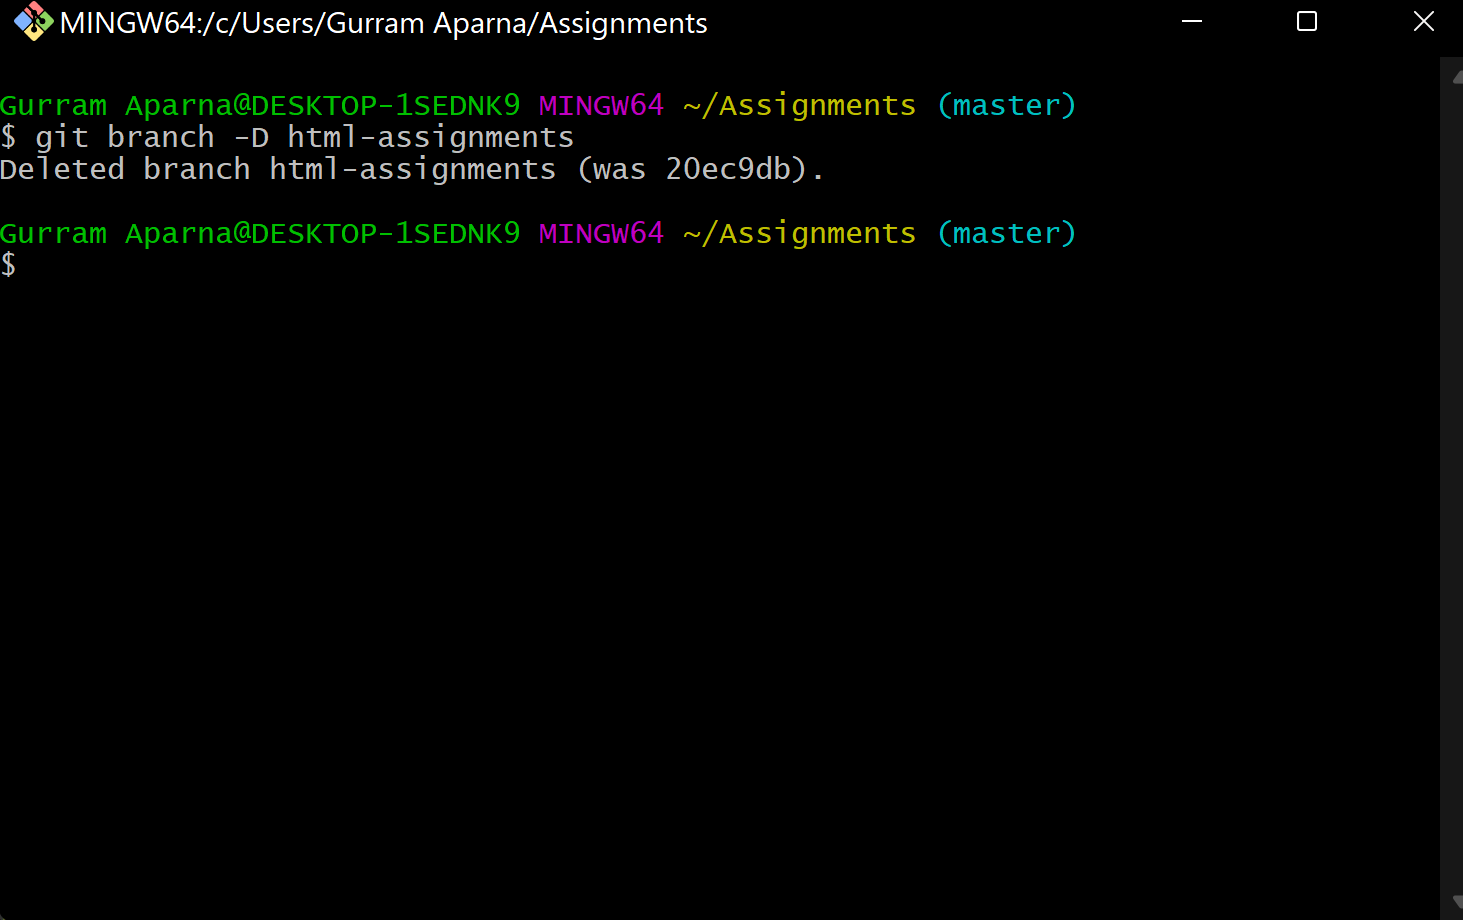 MINGW64:/c/Users/Gurram Aparna/Assignments
Gurram Aparna@DESKTOP-1SEDNK9 MINGW64 ~/Assignments (master)
$ git branch -D html-assignments
Deleted branch html-assignments (was 20ec9db).
Gurram Aparna@DESKTOP-1SEDNK9 MINGW64 ~/Assignments (master)
$